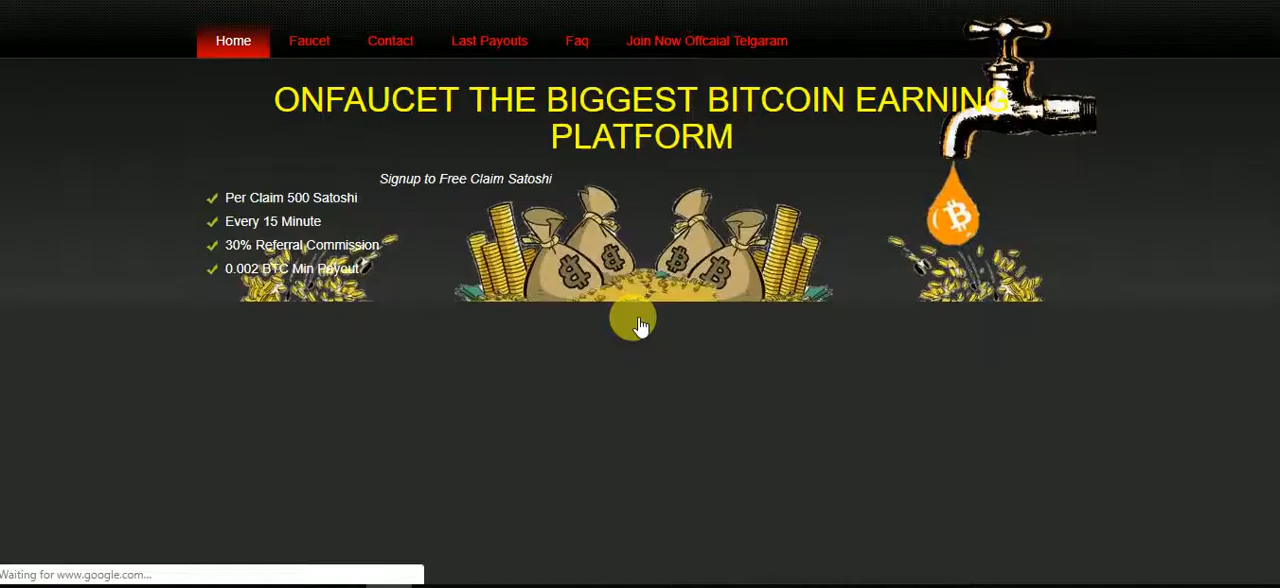 Home Faucet Contact Last Payouts Faq Join Now Offcaial Telgaram
ONFAUCET THE BIGGEST BITCOIN EARNING
PLATFORM
Signup to Free Claim Satoshi
Per Claim 500 Satoshi
Every 15 Minute
30% Referral Commission
0.002 BTC Min Payout
Waiting for www.google.com...